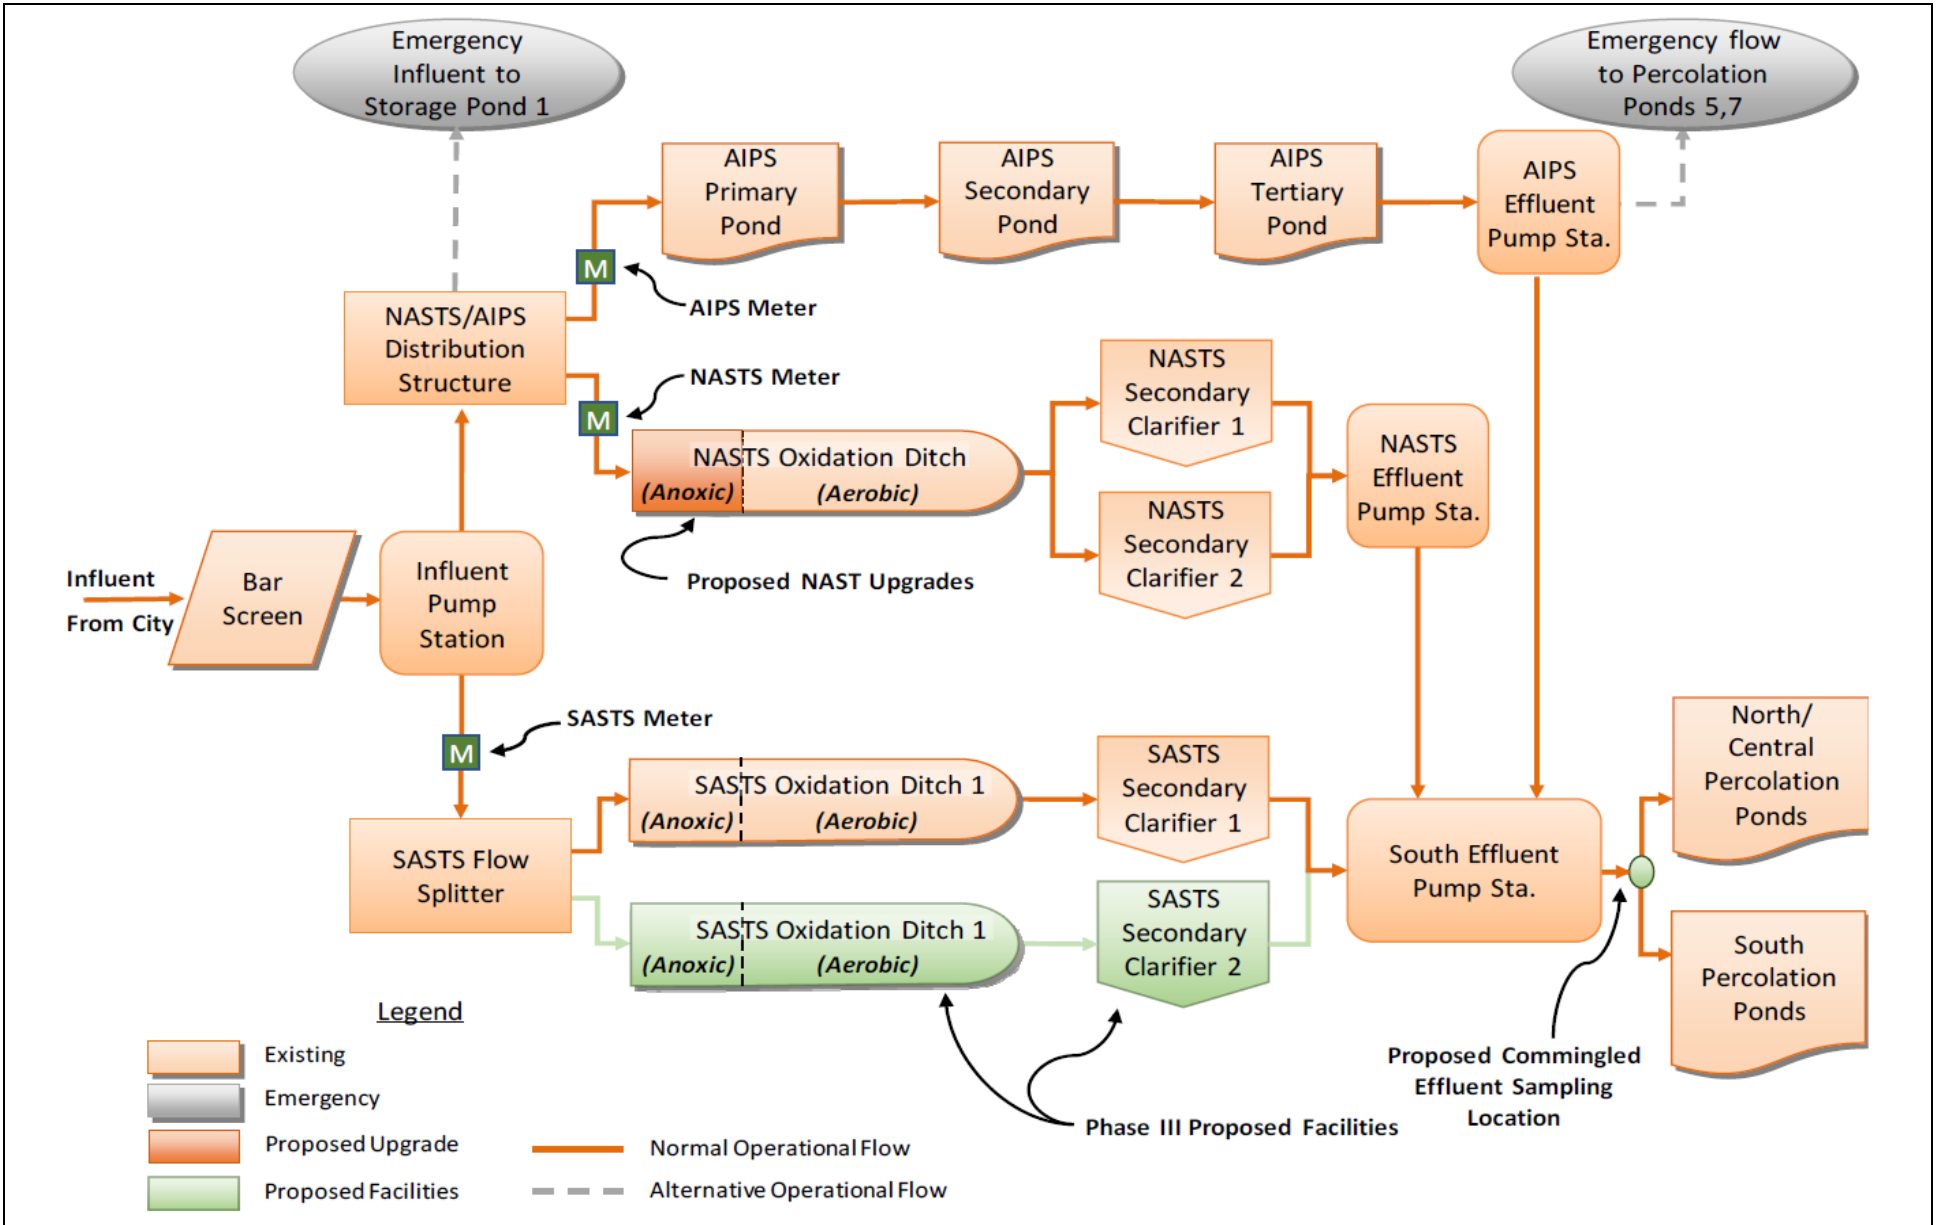 Emergency
Influent to
Storage Pond 1
Emergency flow
to Percolation
Ponds 5,7
AIPS
Primary
Pond
AIPS
Secondary
Pond
AIPS
Tertiary
Pond
AIPS
Effluent
Pump Sta.
M
AIPS Meter
NASTS/AIPS
Distribution
Structure
NASTS Meter
M
NASTS Oxidation Ditch
(Anoxic)
(Aerobic)
NASTS
Secondary
Clarifier 1
NASTS
Secondary
Clarifier 2
NASTS
Effluent
Pump Sta.
Proposed NAST Upgrades
Influent
From City
Bar
Screen
Influent
Pump
Station
SASTS Meter
M
SASTS Flow
Splitter
SASTS Oxidation Ditch 1
(Anoxic)
(Aerobic)
SASTS
Secondary
Clarifier 1
SASTS Oxidation Ditch 1
(Anoxic)
(Aerobic)
SASTS
Secondary
Clarifier 2
South Effluent
Pump Sta.
North/
Central
Percolation
Ponds
South
Percolation
Ponds
Proposed Commingled
Effluent Sampling
Location
Phase III Proposed Facilities
Legend
Existing
Emergency
Proposed Upgrade
Proposed Facilities
Normal Operational Flow
Alternative Operational Flow